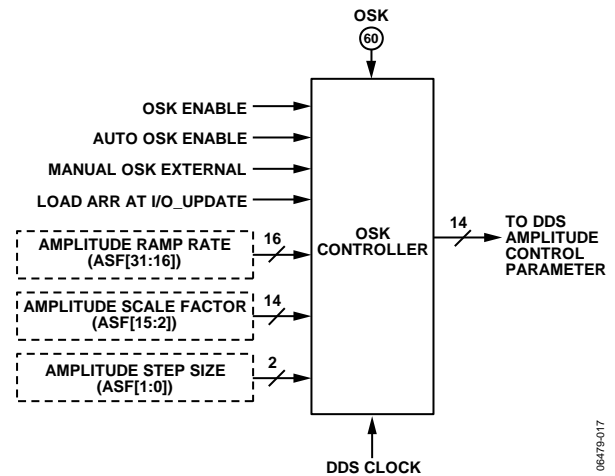 OSK
60
OSK ENABLE
AUTO OSK ENABLE
MANUAL OSK EXTERNAL
LOAD ARR AT I/O_UPDATE
AMPLITUDE RAMP RATE
(ASF[31:16])
16
AMPLITUDE SCALE FACTOR
(ASF[15:2])
14
AMPLITUDE STEP SIZE
(ASF[1:0])
2
OSK
CONTROLLER
14
TO DDS
AMPLITUDE
CONTROL
PARAMETER
DDS CLOCK
06479-017